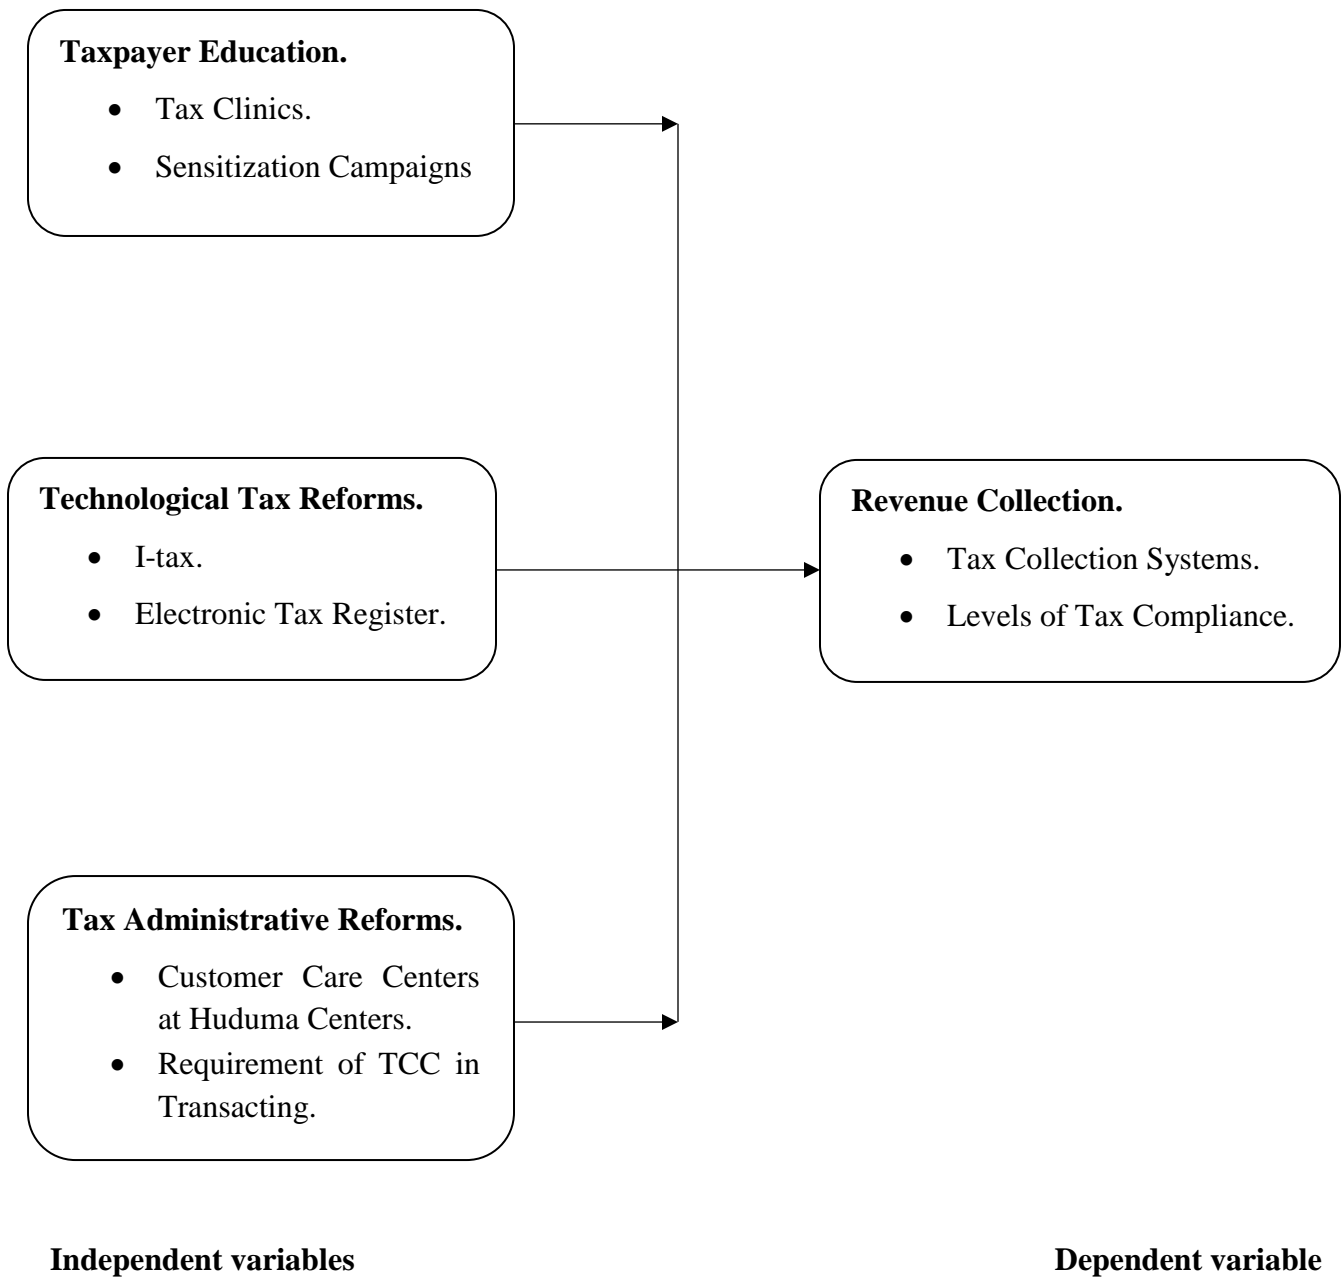 Taxpayer Education.
• Tax Clinics.
• Sensitization Campaigns
Technological Tax Reforms.
• I-tax.
• Electronic Tax Register.
Revenue Collection.
• Tax Collection Systems.
• Levels of Tax Compliance.
Tax Administrative Reforms.
• Customer Care Centers
at Huduma Centers.
• Requirement of TCC in
Transacting.
Independent variables
Dependent variable